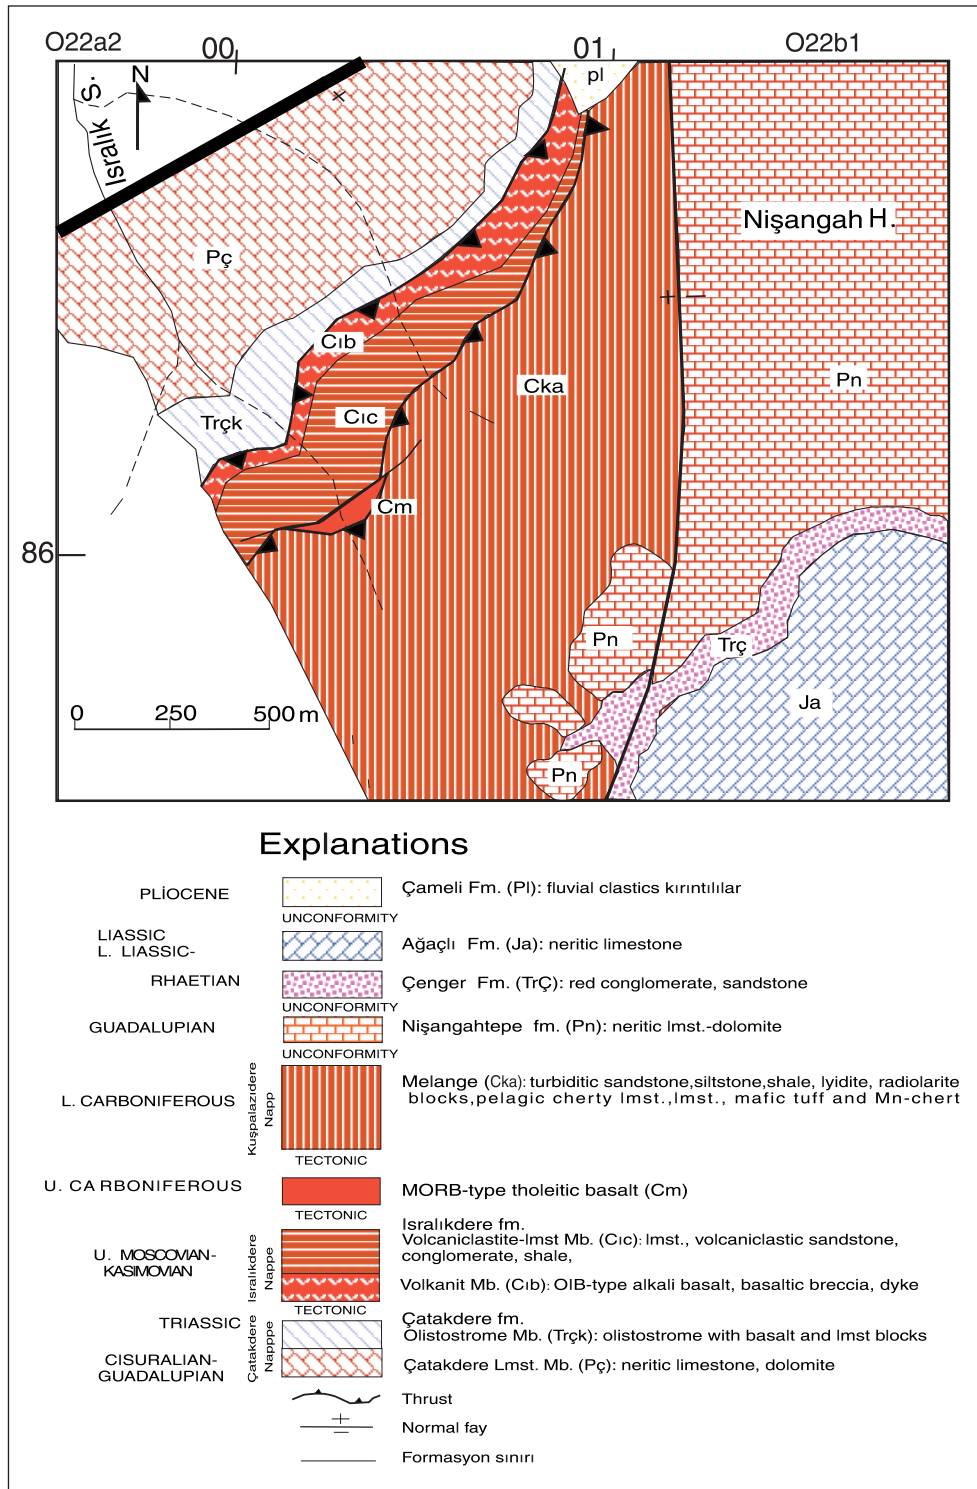 O22a2
00
01
O22b1
N
Isralık S.
pl
Nişangah H.
Pç
Cıb
Cka
Pn
Trçk
Cıc
Cm
86
Pn
Trç
Ja
0 250 500 m
Pn
Explanations
PLİOCENE
Çameli Fm. (Pl): fluvial clastics kırıntılılar
UNCONFORMITY
LIASSIC
L. LIASSIC-
Ağaçlı Fm. (Ja): neritic limestone
RHAETIAN
Çenger Fm. (TrÇ): red conglomerate, sandstone
UNCONFORMITY
GUADALUPIAN
Nişangahtepe fm. (Pn): neritic lmst.-dolomite
UNCONFORMITY
L. CARBONIFEROUS
Kuşpalazıdere
Napp
Melange (Cka): turbiditic sandstone,siltstone,shale, lyidite, radiolarite
blocks,pelagic cherty lmst.,lmst., mafic tuff and Mn-chert
TECTONIC
U. CARBONIFEROUS
MORB-type tholeitic basalt (Cm)
TECTONIC
U. MOSCOVIAN-
KASIMOVIAN
Isralıkdere
Nappe
Isralıkdere fm.
Volcaniclastite-lmst Mb. (Cıc): lmst., volcaniclastic sandstone,
conglomerate, shale,
Volkanit Mb. (Cıb): OIB-type alkali basalt, basaltic breccia, dyke
TECTONIC
TRIASSIC
CISURALIAN-
GUADALUPIAN
Çatakdere
Napppe
Çatakdere fm.
Olistostrome Mb. (Trçk): olistostrome with basalt and lmst blocks
Çatakdere Lmst. Mb. (Pç): neritic limestone, dolomite
Thrust
Normal fay
Formasyon sınırı